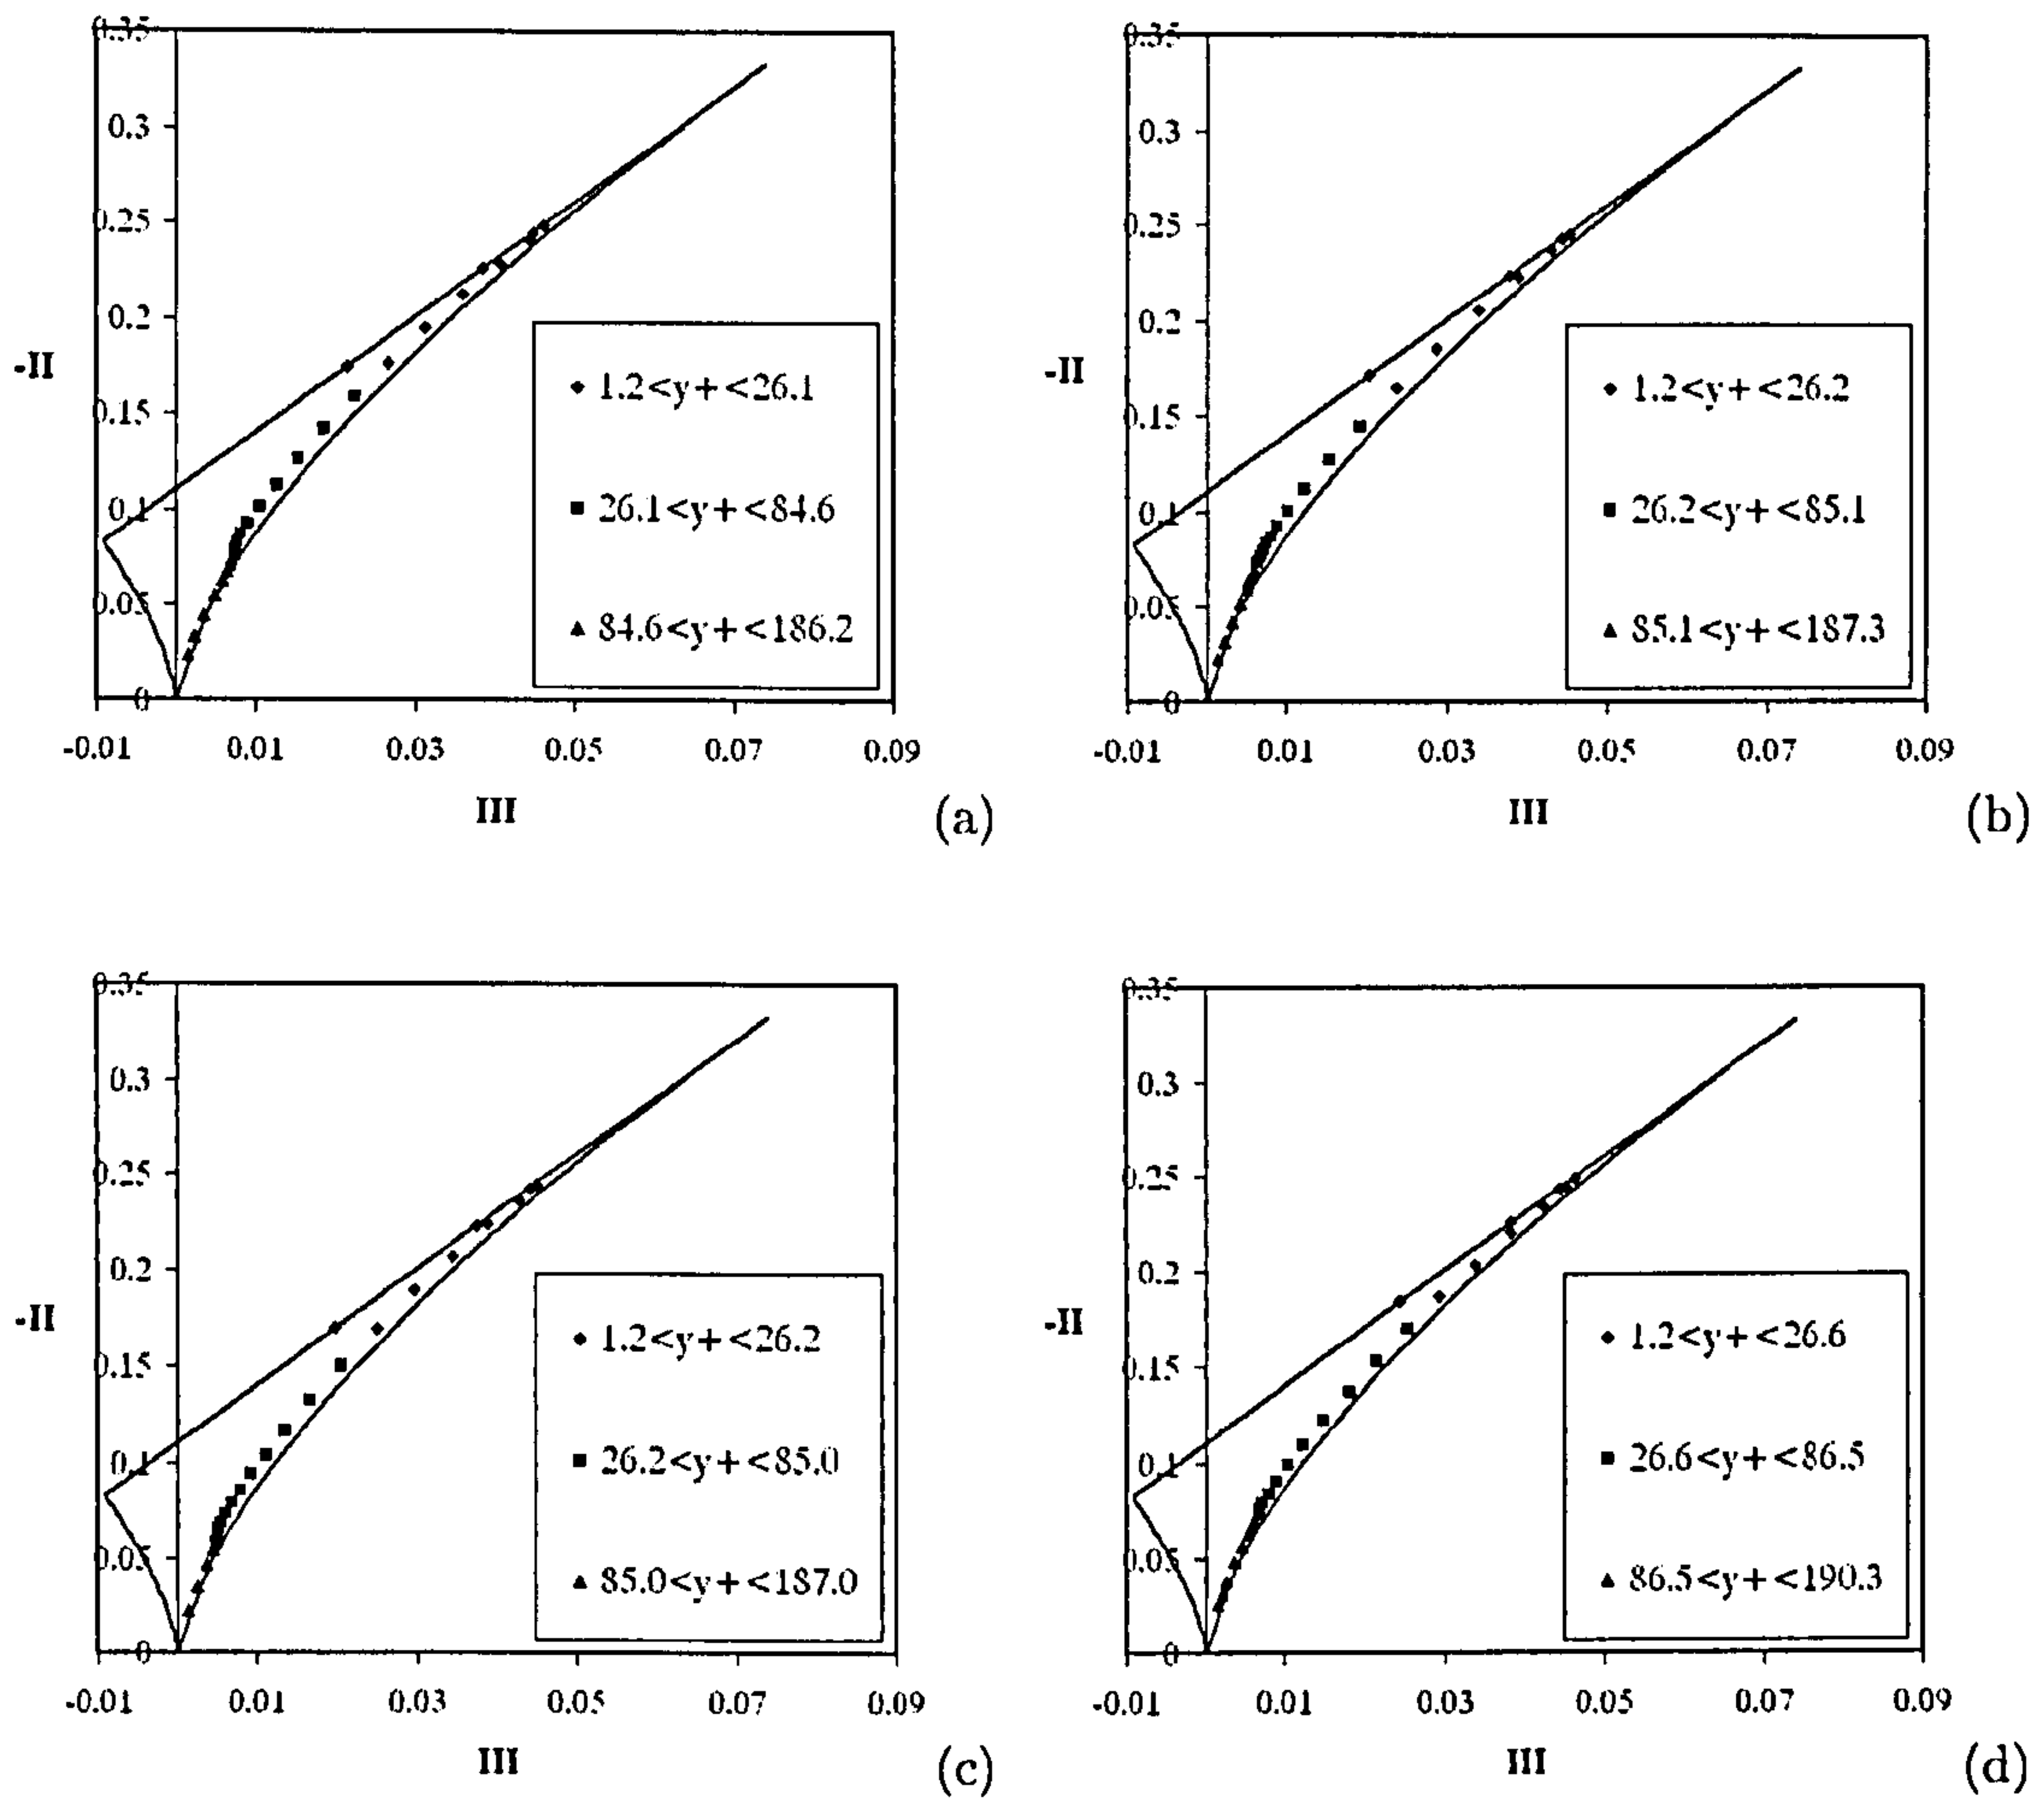 0.35
0.3
0.25
0.2
-II
0.15
0.1
0.05
0
-0.01 0.01 0.03 0.05 0.07 0.09
III
1.2<y+<26.1
26.1<y+<84.6
84.6<y+<186.2
(a)
0.35
0.3
0.25
0.2
-II
0.15
0.1
0.05
0
-0.01 0.01 0.03 0.05 0.07 0.09
III
1.2<y+<26.2
26.2<y+<85.1
85.1<y+<187.3
(b)
0.35
0.3
0.25
0.2
-II
0.15
0.1
0.05
0
-0.01 0.01 0.03 0.05 0.07 0.09
III
1.2<y+<26.2
26.2<y+<85.0
85.0<y+<187.0
(c)
0.35
0.3
0.25
0.2
-II
0.15
0.1
0.05
0
-0.01 0.01 0.03 0.05 0.07 0.09
III
1.2<y+<26.6
26.6<y+<86.5
86.5<y+<190.3
(d)